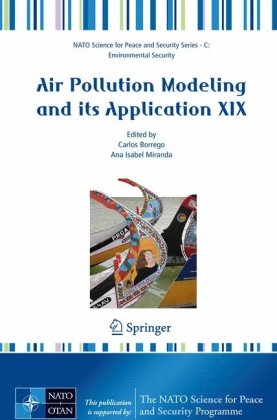 NATO Science for Peace and Security Series - C:
Environmental Security
Air Pollution Modeling
and its Application XIX
Edited by
Carlos Borrego
Ana Isabel Miranda
Springer
NATO
OTAN
This publication
is supported by:
The NATO Science for Peace
and Security Programme